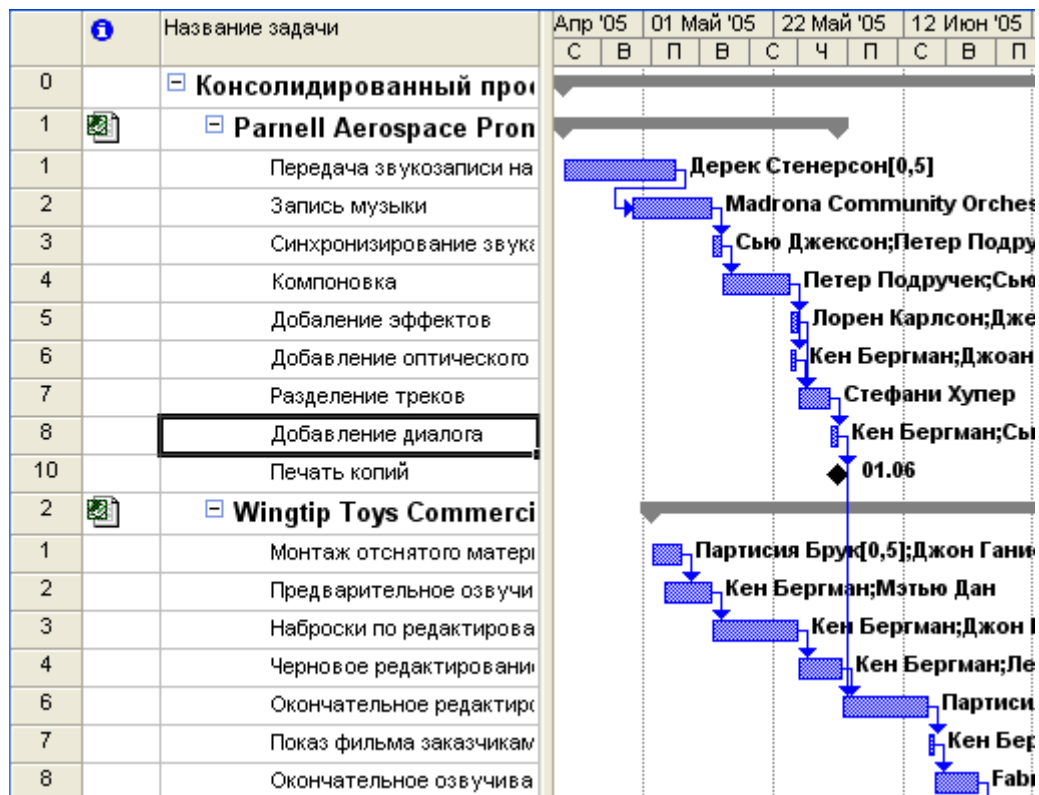 Название задачи
Апр '05 01 Май '05 22 Май '05 12 Июн '05
С В П В С Ч П С В П
0 Консолидированный
1 Parnell Aerospace Pron
1 Передача звукозаписи на Дерек Стенерсон[0,5]
2 Запись музыки Madrona Community Orches
3 Синхронизирование звука Сью Джексон;Петер Подру
4 Компоновка Петер Подручек;Сью
5 Добаление эффектов Лорен Карлсон;Дже
6 Добавление оптического Кен Бергман;Джоан
7 Разделение треков Стефани Хупер
8 Добавление диалога Кен Бергман;Сы
10 Печать копий 01.06
2 Wingtip Toys Commerci
1 Монтаж отснятого матер Партисия Брук[0,5];Джон Гани
2 Предварительное озвучи Кен Бергман;Мэтью Дан
3 Наброски по редактирова Кен Бергман;Джон
4 Черновое редактировани Кен Бергман;Ле
6 Окончательное редактир Партиси
7 Показ фильма заказчикам Кен Бер
8 Окончательное озвучива Fabr